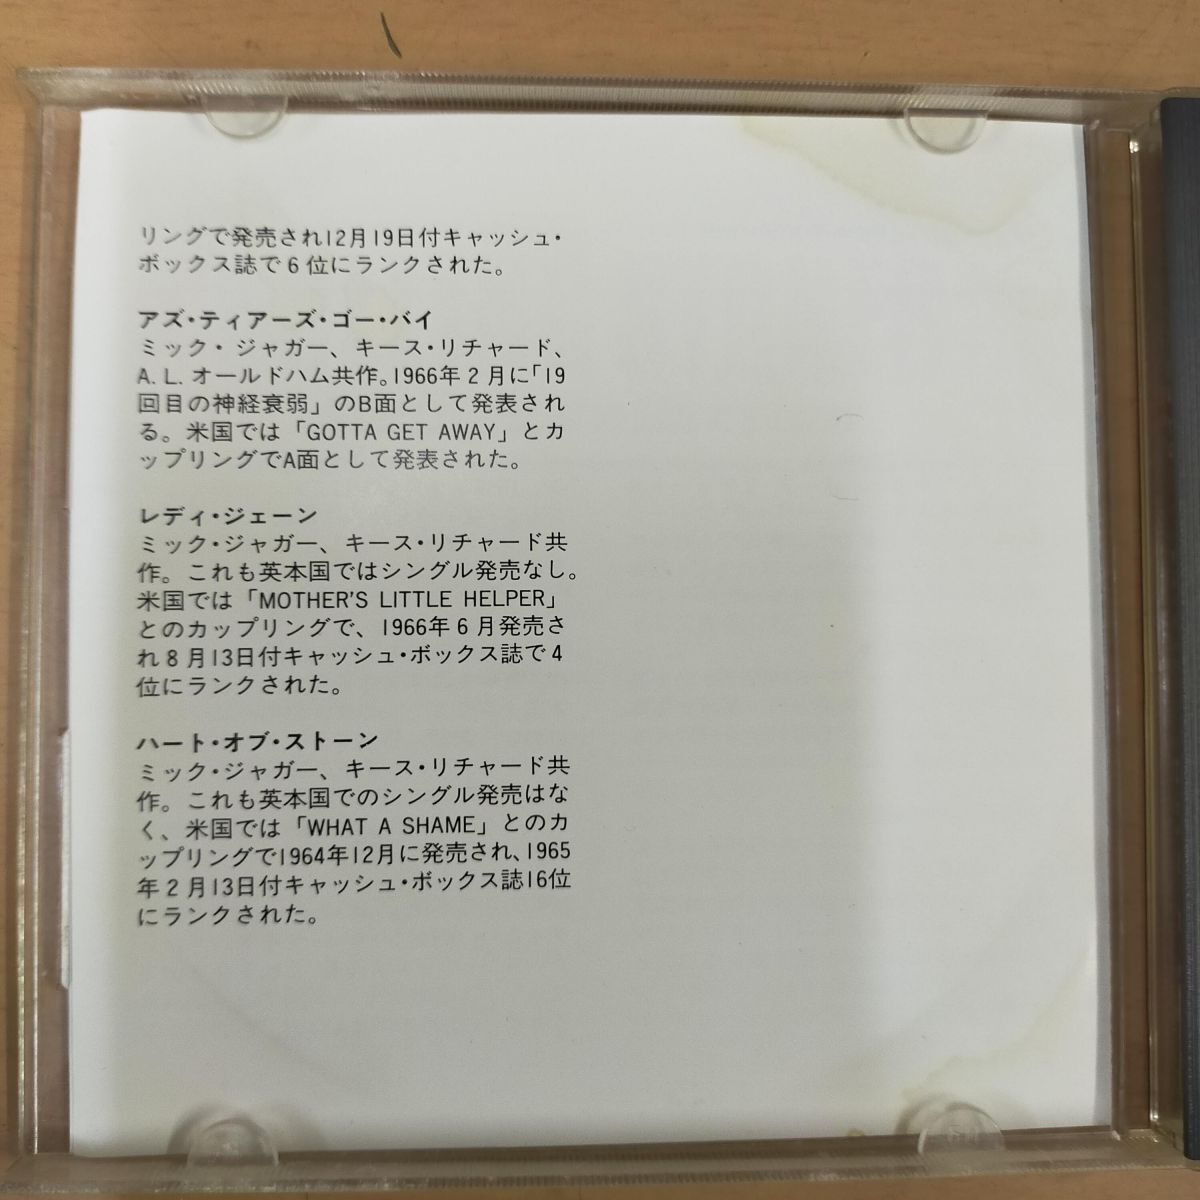 リングで発売され12月19日付キャッシュ・
ボックス誌で6位にランクされた。
アズ・ティアーズ・ゴー・バイ
ミック・ジャガー、キース・リチャード、
A.L.オールドハム共作。1966年2月に「19
回目の神経衰弱」のB面として発表され
る。米国では「GOTTA GET AWAY」とカ
ップリングでA面として発表された。
レディ・ジェーン
ミック・ジャガー、キース・リチャード共
作。これも英本国ではシングル発売なし。
米国では「MOTHER'S LITTLE HELPER」
とのカップリングで、1966年6月発売さ
れ8月13日付キャッシュ・ボックス誌で4
位にランクされた。
ハート・オブ・ストーン
ミック・ジャガー、キース・リチャード共
作。これも英本国でのシングル発売はな
く、米国では「WHAT A SHAME」とのカ
ップリングで1964年12月に発売され、1965
年2月13日付キャッシュ・ボックス誌16位
にランクされた。